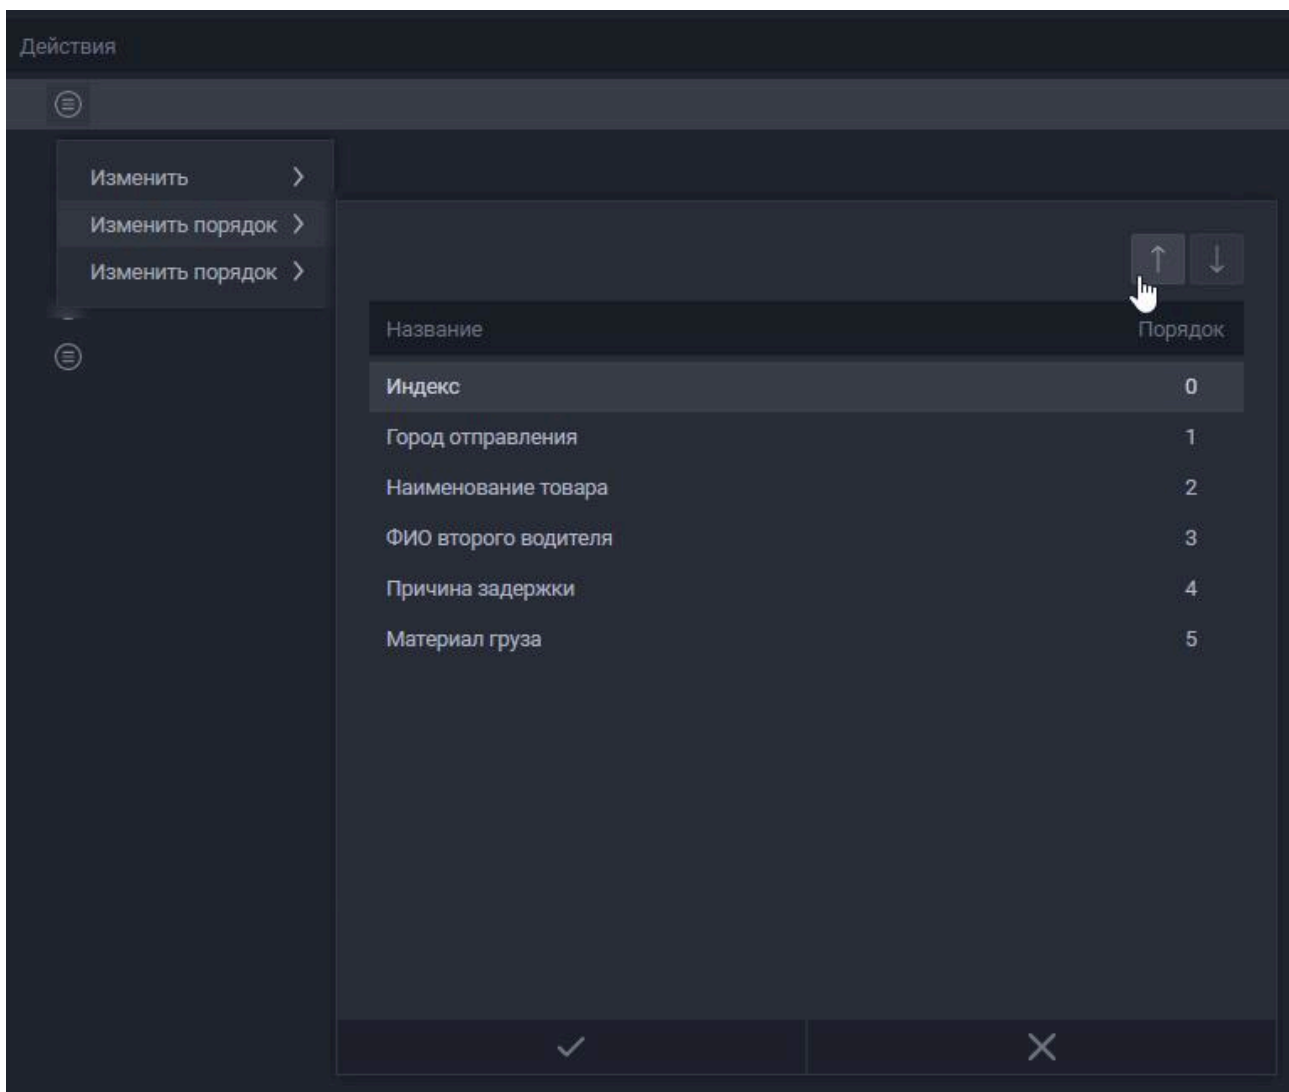 Действия
Изменить
Изменить порядок
Изменить порядок
Название Порядок
Индекс 0
Город отправления 1
Наименование товара 2
ФИО второго водителя 3
Причина задержки 4
Материал груза 5